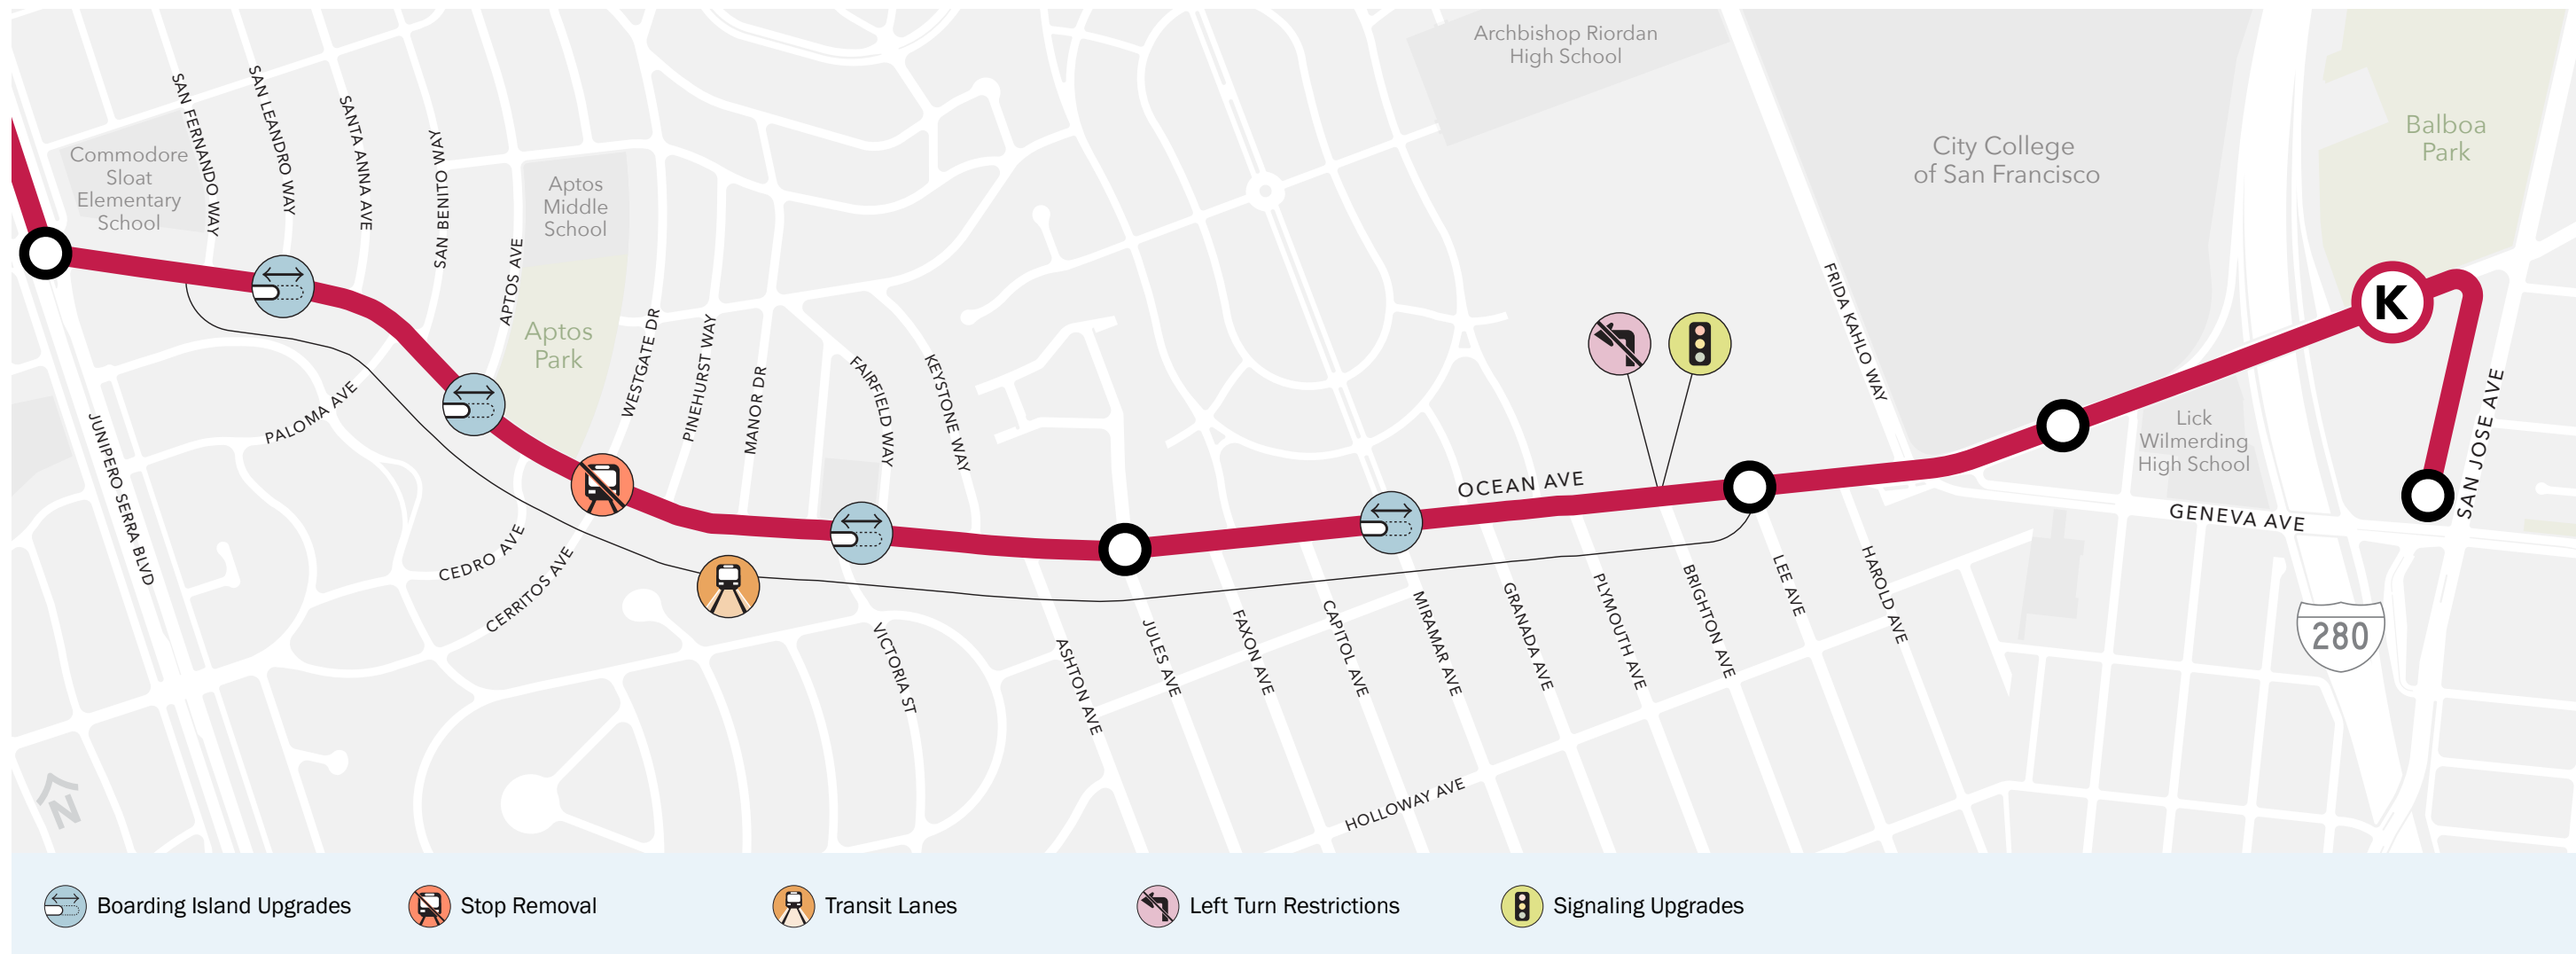 Archbishop Riordan
High School
City College
of San Francisco
Balboa
Park
Commodore
Sloat
Elementary
School
SAN FERNANDO WAY
SAN LEANDRO WAY
SANTA ANNA AVE
SAN BENITO WAY
APTOS AVE
Aptos
Middle
School
Aptos
Park
WESTGATE DR
PINEHURST WAY
MANOR DR
FAIRFIELD WAY
KEYSTONE WAY
FRIDA KAHLO WAY
K
Lick
Wilmerding
High School
SAN JOSE AVE
OCEAN AVE
GENEVA AVE
JUNIPERO SERRA BLVD
PALOMA AVE
CEDRO AVE
CERRITOS AVE
VICTORIA ST
ASHTON AVE
JULES AVE
FAXON AVE
CAPITOL AVE
MIRAMAR AVE
GRANADA AVE
PLYMOUTH AVE
BRIGHTON AVE
LEE AVE
HAROLD AVE
280
HOLLOWAY AVE
N
Boarding Island Upgrades
Stop Removal
Transit Lanes
Left Turn Restrictions
Signaling Upgrades